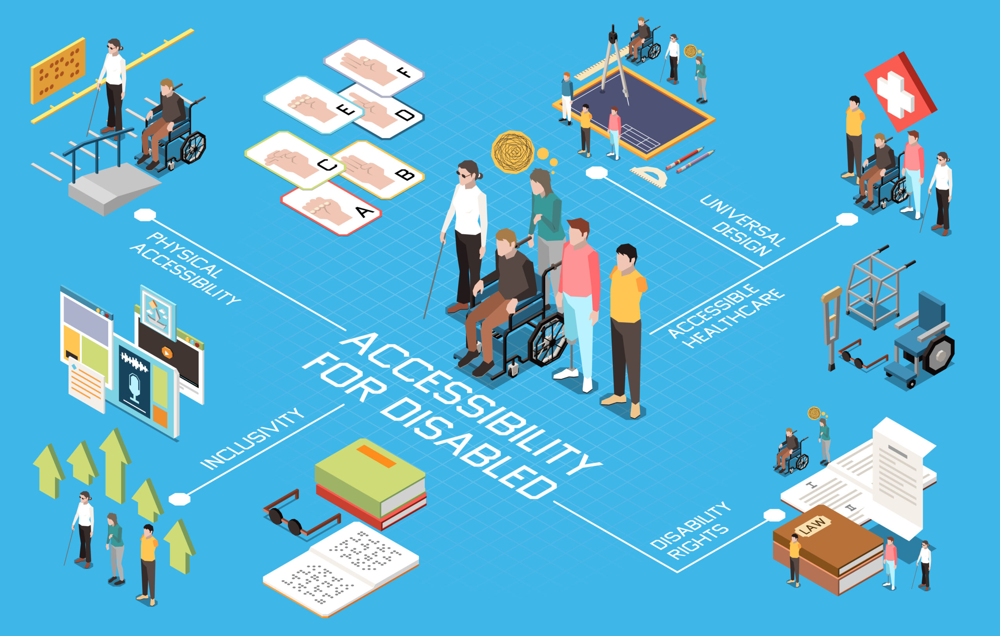 F
E
D
C
B
A
UNIVERSAL
DESIGN
PHYSICAL
ACCESSIBILITY
ACCESSIBLE
HEALTHCARE
ACCESSIBILITY
FOR DISABLED
INCLUSIVITY
DISABILITY
RIGHTS
I
II
LAW